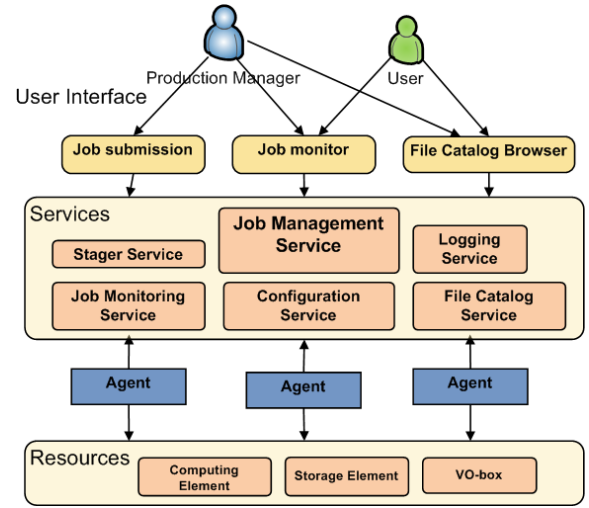 Production Manager
User
User Interface
Job submission
Job monitor
File Catalog Browser
Services
Job Management
Service
Logging
Service
Stager Service
Job Monitoring
Service
Configuration
Service
File Catalog
Service
Agent
Agent
Agent
Resources
Computing
Element
Storage Element
VO-box